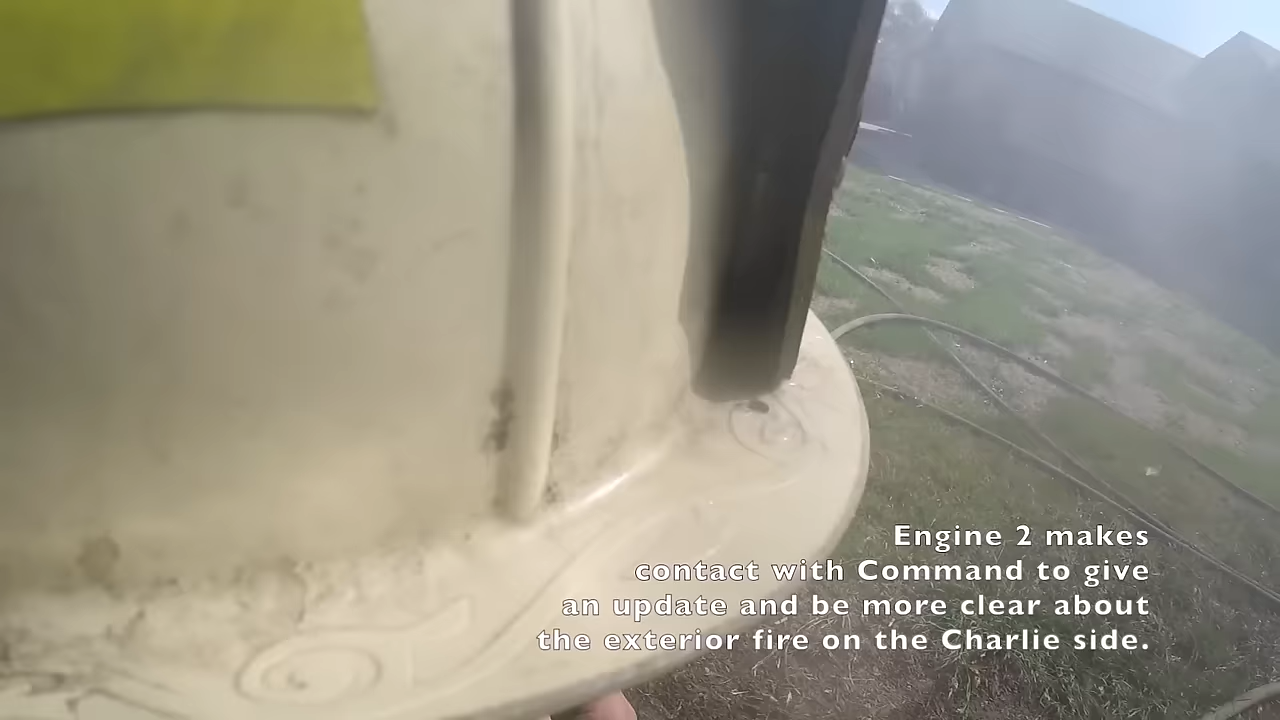 Engine 2 makes
contact with Command to give
an update and be more clear about
the exterior fire on the Charlie side.